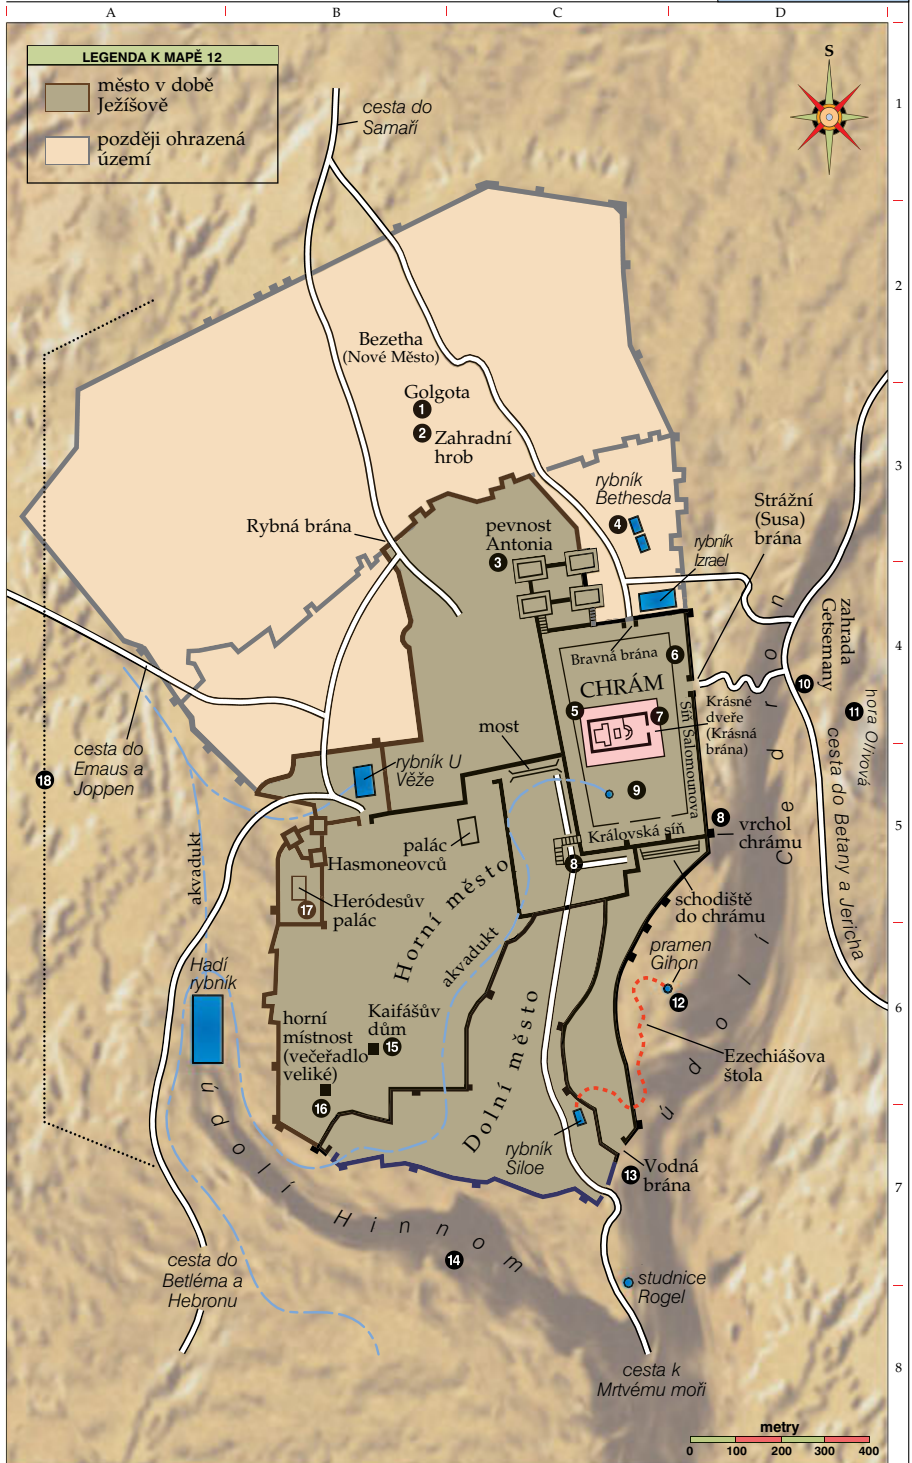 A
B
C
D
LEGENDA K MAPĚ 12
město v době
Ježíšově
později ohrazená
území
S
1
2
3
4
5
6
7
8
cesta do
Samaří
Bezetha
(Nové Město)
Golgota
1
2
Zahradní
hrob
rybník
Bethesda
4
Strážní
(Susa)
brána
Rybná brána
pevnost
Antonia
3
rybník
Izrael
zahrada
Getsemany
10
11
hora Olivová
Bravná brána
6
CHRÁM
5
7
Krásné
dveře
(Krásná
brána)
Síň Šalomounova
most
cesta do
Emaus a
Joppen
18
rybník U
Věže
9
8
vrchol
chrámu
Královská síň
8
palác
Hasmoneovců
akvadukt
Heródesův
palác
17
Horní město
schodiště
do chrámu
cesta do Betany a Jericha
akvadukt
pramen
Gihon
12
Hadí
rybník
Kaifášův
dům
15
horní
místnost
(večeřadlo
veliké)
16
Dolní město
Ezechiášova
štola
údolí Cedron
rybník
Siloe
Vodná
brána
13
údolí Hinnom
14
cesta do
Betléma a
Hebronu
studnice
Rogel
cesta k
Mrtvému moři
metry
0 100 200 300 400